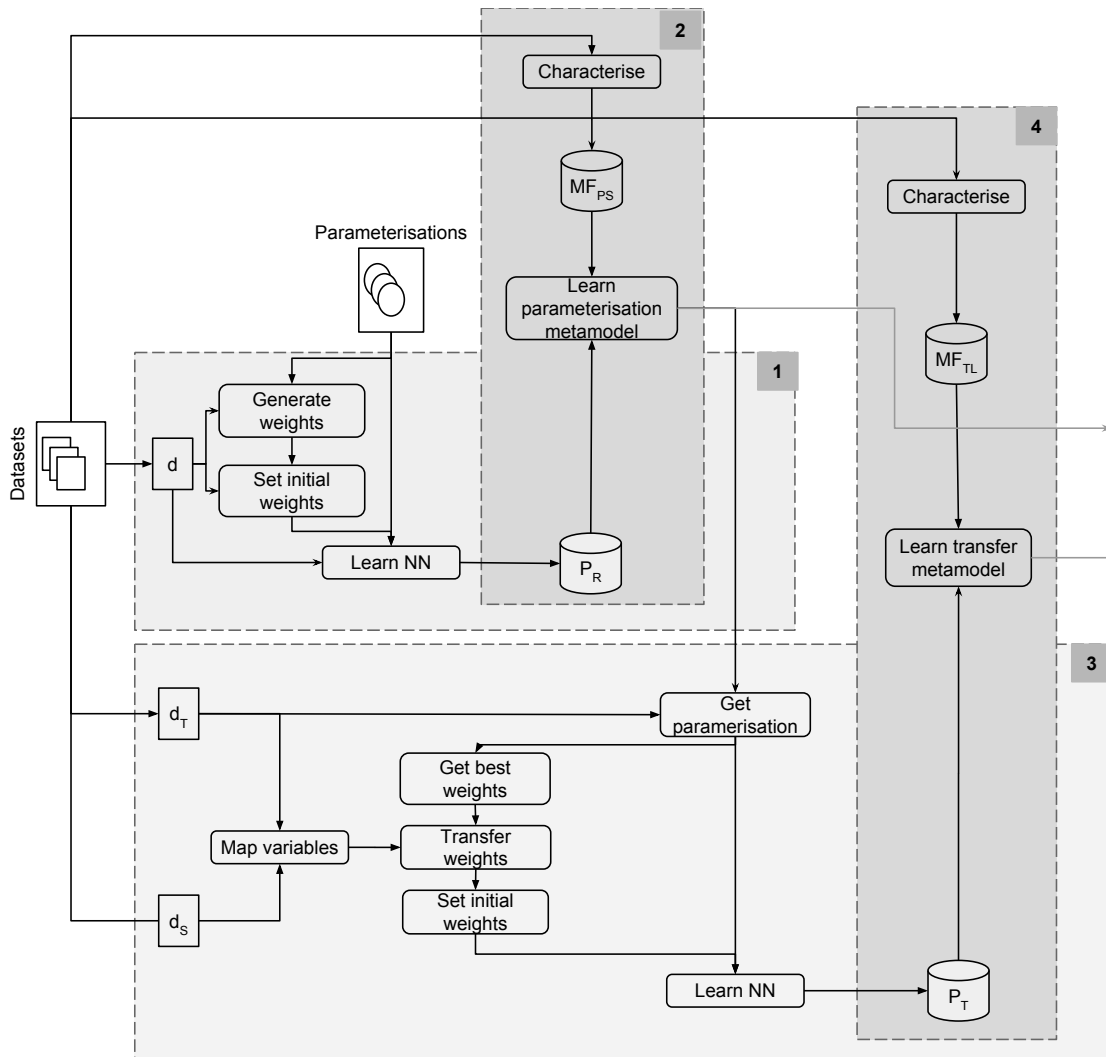 2
Characterise
4
MF_PS
Characterise
Parameterisations
Learn
parameterisation
metamodel
MF_TL
1
Generate
weights
Datasets
d
Set initial
weights
Learn NN
P_R
Learn transfer
metamodel
3
d_T
Get
paramerisation
Get best
weights
Map variables
Transfer
weights
d_S
Set initial
weights
Learn NN
P_T